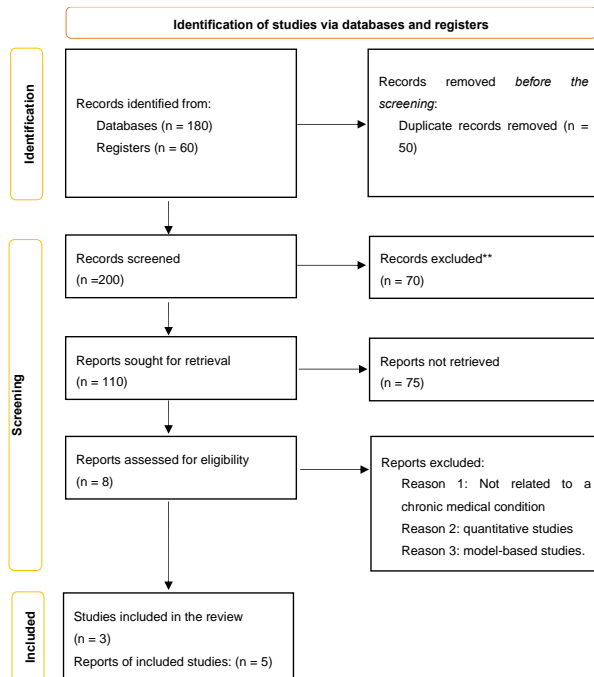 Identification of studies via databases and registers
Identification
Records identified from:
Databases (n = 180)
Registers (n = 60)
Records removed before the
screening:
Duplicate records removed (n =
50)
Screening
Records screened
(n =200)
Records excluded**
(n = 70)
Reports sought for retrieval
(n = 110)
Reports not retrieved
(n = 75)
Reports assessed for eligibility
(n = 8)
Reports excluded:
Reason 1: Not related to a
chronic medical condition
Reason 2: quantitative studies
Reason 3: model-based studies.
Included
Studies included in the review
(n = 3)
Reports of included studies: (n = 5)